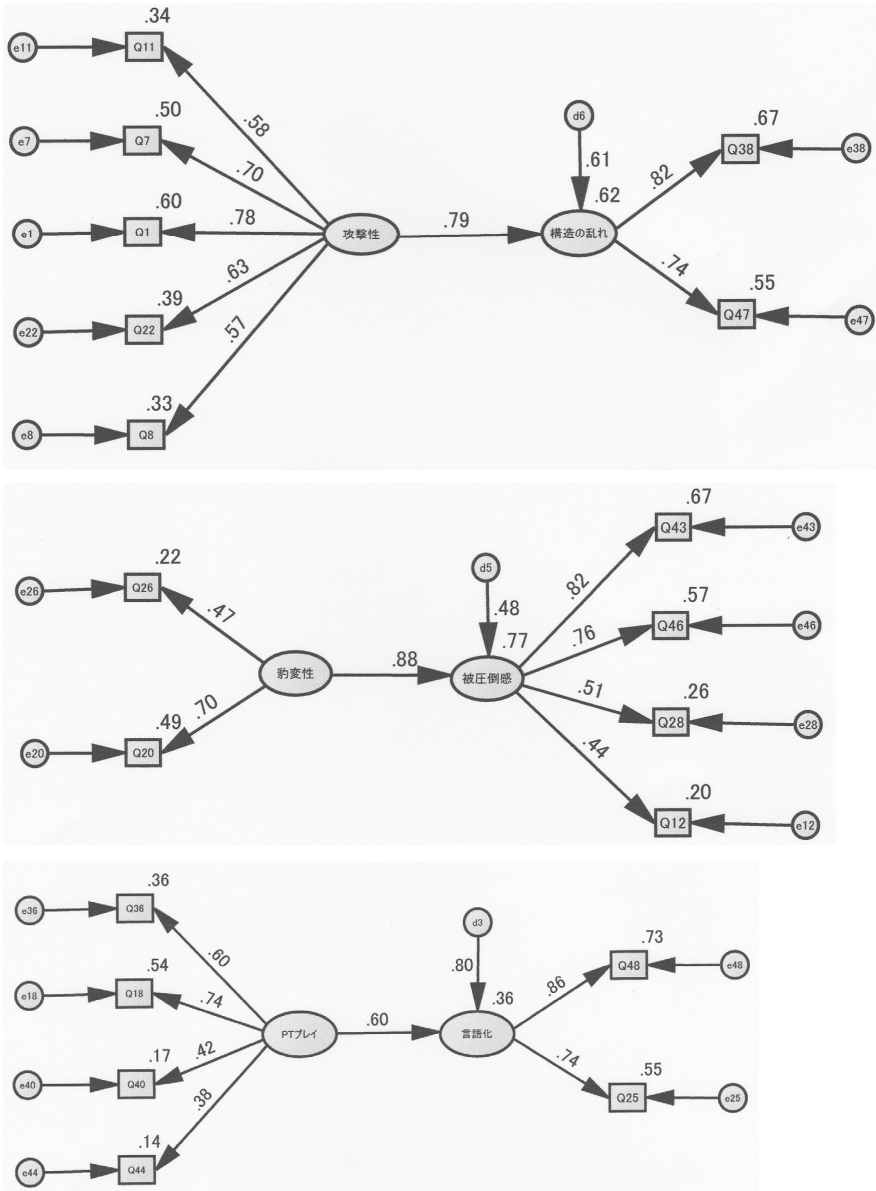 .34
e11 Q11
.58
.50
e7 Q7
.70
.60
e1 Q1
.78
攻撃性
.63
.39
e22 Q22
.57
.33
e8 Q8
.79
d6
.61
.62
構造の乱れ
.82
.67
Q38 e38
.74
.55
Q47 e47
.22
e26 Q26
.47
豹変性
.70
.49
e20 Q20
.88
d5
.48
.77
被圧倒感
.82
.67
Q43 e43
.76
.57
Q46 e46
.51
.26
Q28 e28
.44
.20
Q12 e12
.36
e36 Q36
.60
.54
e18 Q18
.74
PTプレイ
.42
.17
e40 Q40
.38
.14
e44 Q44
.60
d3
.80
.36
言語化
.86
.73
Q48 e48
.74
.55
Q25 e25